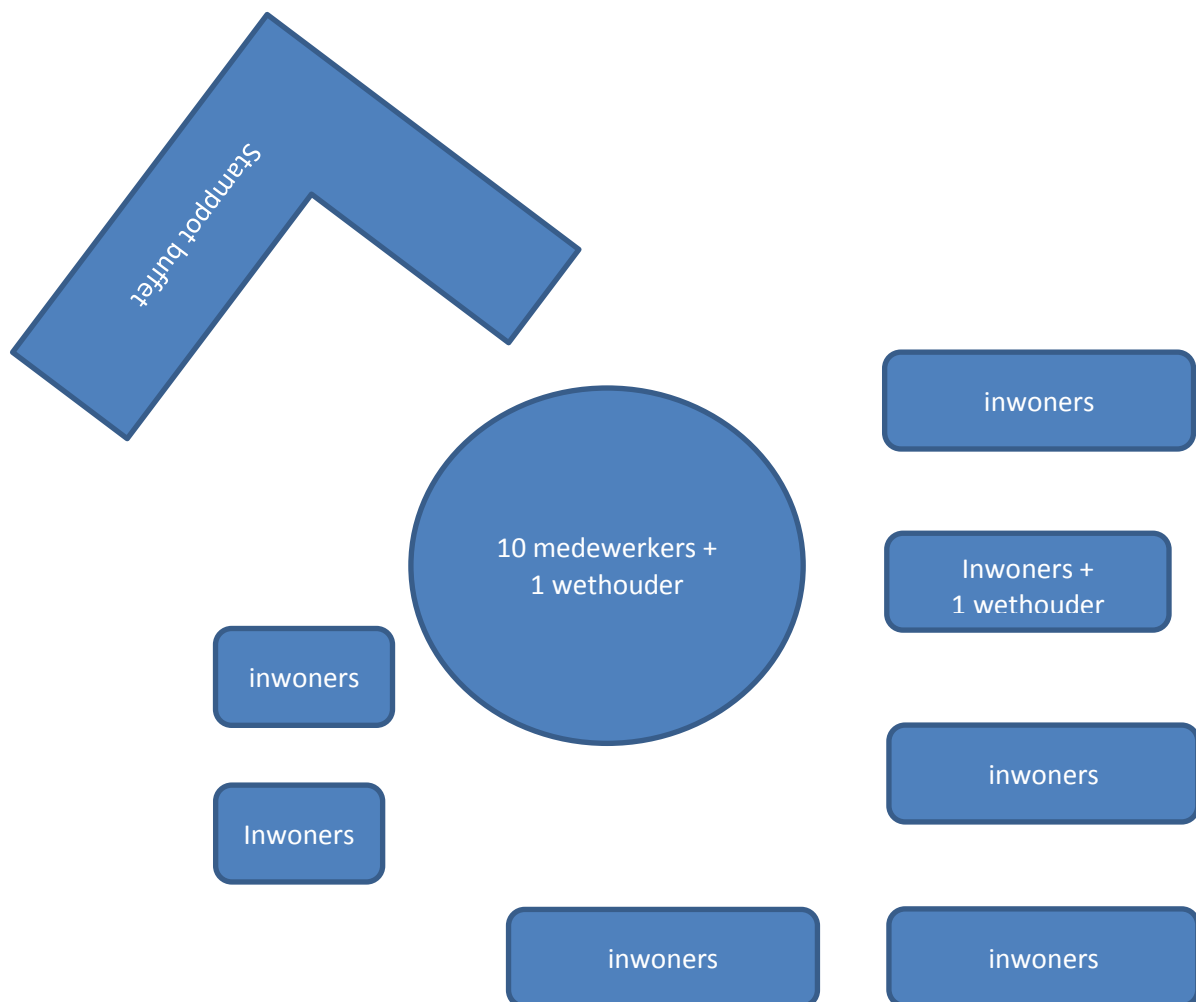 Stamppot buffet
inwoners
10 medewerkers +
1 wethouder
Inwoners +
1 wethouder
inwoners
inwoners
Inwoners
inwoners
inwoners